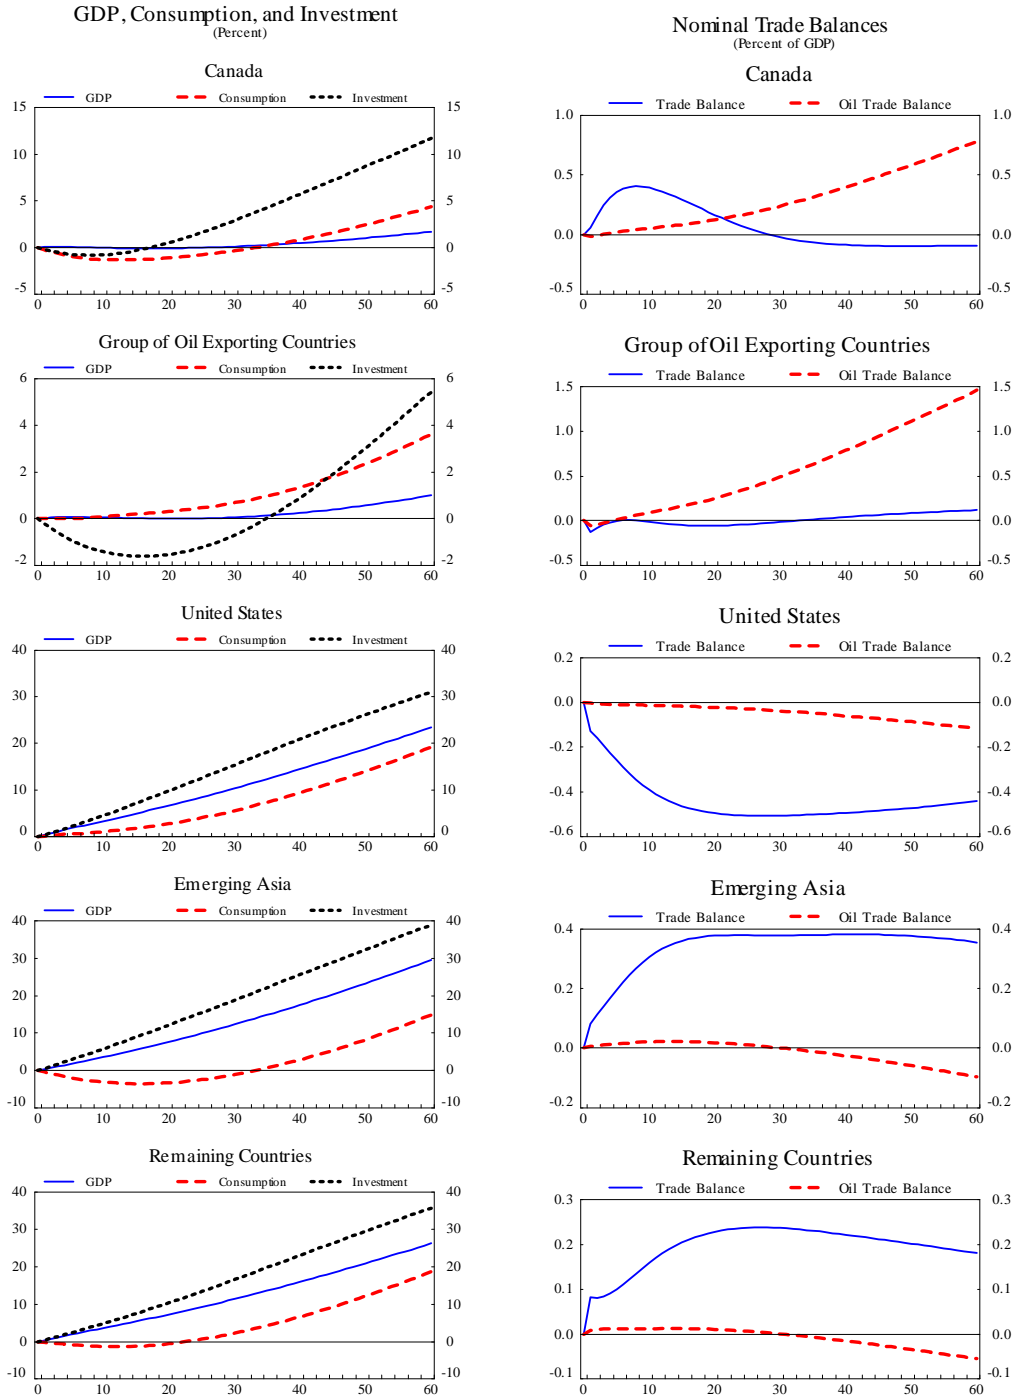 GDP, Consumption, and Investment
(Percent)
Canada
GDP Consumption Investment
15 15
10 10
5 5
0 0
-5 -5
0 10 20 30 40 50 60
Group of Oil Exporting Countries
GDP Consumption Investment
6 6
4 4
2 2
0 0
-2 -2
0 10 20 30 40 50 60
United States
GDP Consumption Investment
40 40
30 30
20 20
10 10
0 0
0 10 20 30 40 50 60
Emerging Asia
GDP Consumption Investment
40 40
30 30
20 20
10 10
0 0
-10 -10
0 10 20 30 40 50 60
Remaining Countries
GDP Consumption Investment
40 40
30 30
20 20
10 10
0 0
-10 -10
0 10 20 30 40 50 60
Nominal Trade Balances
(Percent of GDP)
Canada
Trade Balance Oil Trade Balance
1.0 1.0
0.5 0.5
0.0 0.0
-0.5 -0.5
0 10 20 30 40 50 60
Group of Oil Exporting Countries
Trade Balance Oil Trade Balance
1.5 1.5
1.0 1.0
0.5 0.5
0.0 0.0
-0.5 -0.5
0 10 20 30 40 50 60
United States
Trade Balance Oil Trade Balance
0.2 0.2
0.0 0.0
-0.2 -0.2
-0.4 -0.4
-0.6 -0.6
0 10 20 30 40 50 60
Emerging Asia
Trade Balance Oil Trade Balance
0.4 0.4
0.2 0.2
0.0 0.0
-0.2 -0.2
0 10 20 30 40 50 60
Remaining Countries
Trade Balance Oil Trade Balance
0.3 0.3
0.2 0.2
0.1 0.1
0.0 0.0
-0.1 -0.1
0 10 20 30 40 50 60